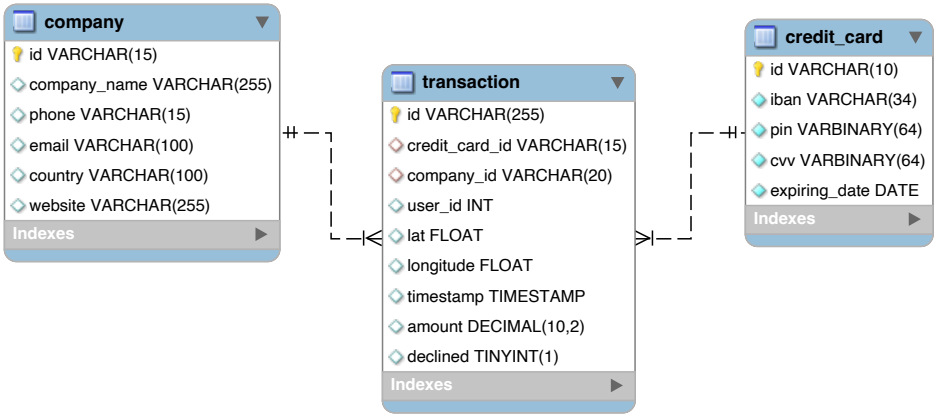 company
id VARCHAR(15)
company_name VARCHAR(255)
phone VARCHAR(15)
email VARCHAR(100)
country VARCHAR(100)
website VARCHAR(255)
Indexes
transaction
id VARCHAR(255)
credit_card_id VARCHAR(15)
company_id VARCHAR(20)
user_id INT
lat FLOAT
longitude FLOAT
timestamp TIMESTAMP
amount DECIMAL(10,2)
declined TINYINT(1)
Indexes
credit_card
id VARCHAR(10)
iban VARCHAR(34)
pin VARBINARY(64)
cvv VARBINARY(64)
expiring_date DATE
Indexes